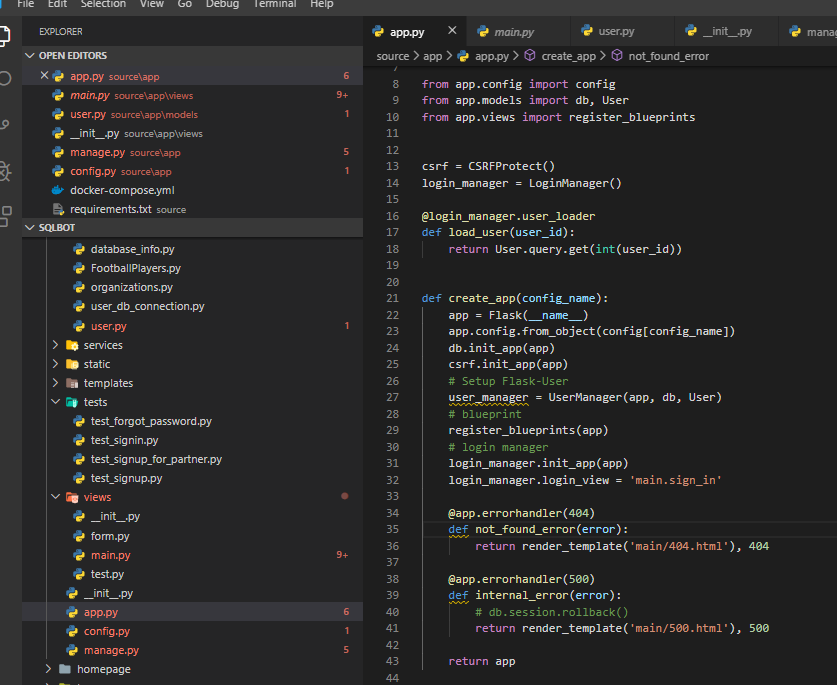 File Edit Selection View Go Debug Terminal Help
EXPLORER
OPEN EDITORS
app.py source\app 6
main.py source\app\views 9+
user.py source\app\models 1
__init__.py source\app\views
manage.py source\app 5
config.py source\app 1
docker-compose.yml
requirements.txt source
SQLBOT
database_info.py
FootballPlayers.py
organizations.py
user_db_connection.py
user.py 1
services
static
templates
tests
test_forgot_password.py
test_signin.py
test_signup_for_partner.py
test_signup.py
views
__init__.py
form.py
main.py 9+
test.py
__init__.py
app.py 6
config.py 1
manage.py 5
homepage
app.py main.py user.py __init__.py manag
source > app > app.py > create_app > not_found_error
7
8 from app.config import config
9 from app.models import db, User
10 from app.views import register_blueprints
11
12
13 csrf = CSRFProtect()
14 login_manager = LoginManager()
15
16 @login_manager.user_loader
17 def load_user(user_id):
18 return User.query.get(int(user_id))
19
20
21 def create_app(config_name):
22 app = Flask(__name__)
23 app.config.from_object(config[config_name])
24 db.init_app(app)
25 csrf.init_app(app)
26 # Setup Flask-User
27 user_manager = UserManager(app, db, User)
28 # blueprint
29 register_blueprints(app)
30 # login manager
31 login_manager.init_app(app)
32 login_manager.login_view = 'main.sign_in'
33
34 @app.errorhandler(404)
35 def not_found_error(error):
36 return render_template('main/404.html'), 404
37
38 @app.errorhandler(500)
39 def internal_error(error):
40 # db.session.rollback()
41 return render_template('main/500.html'), 500
42
43 return app
44